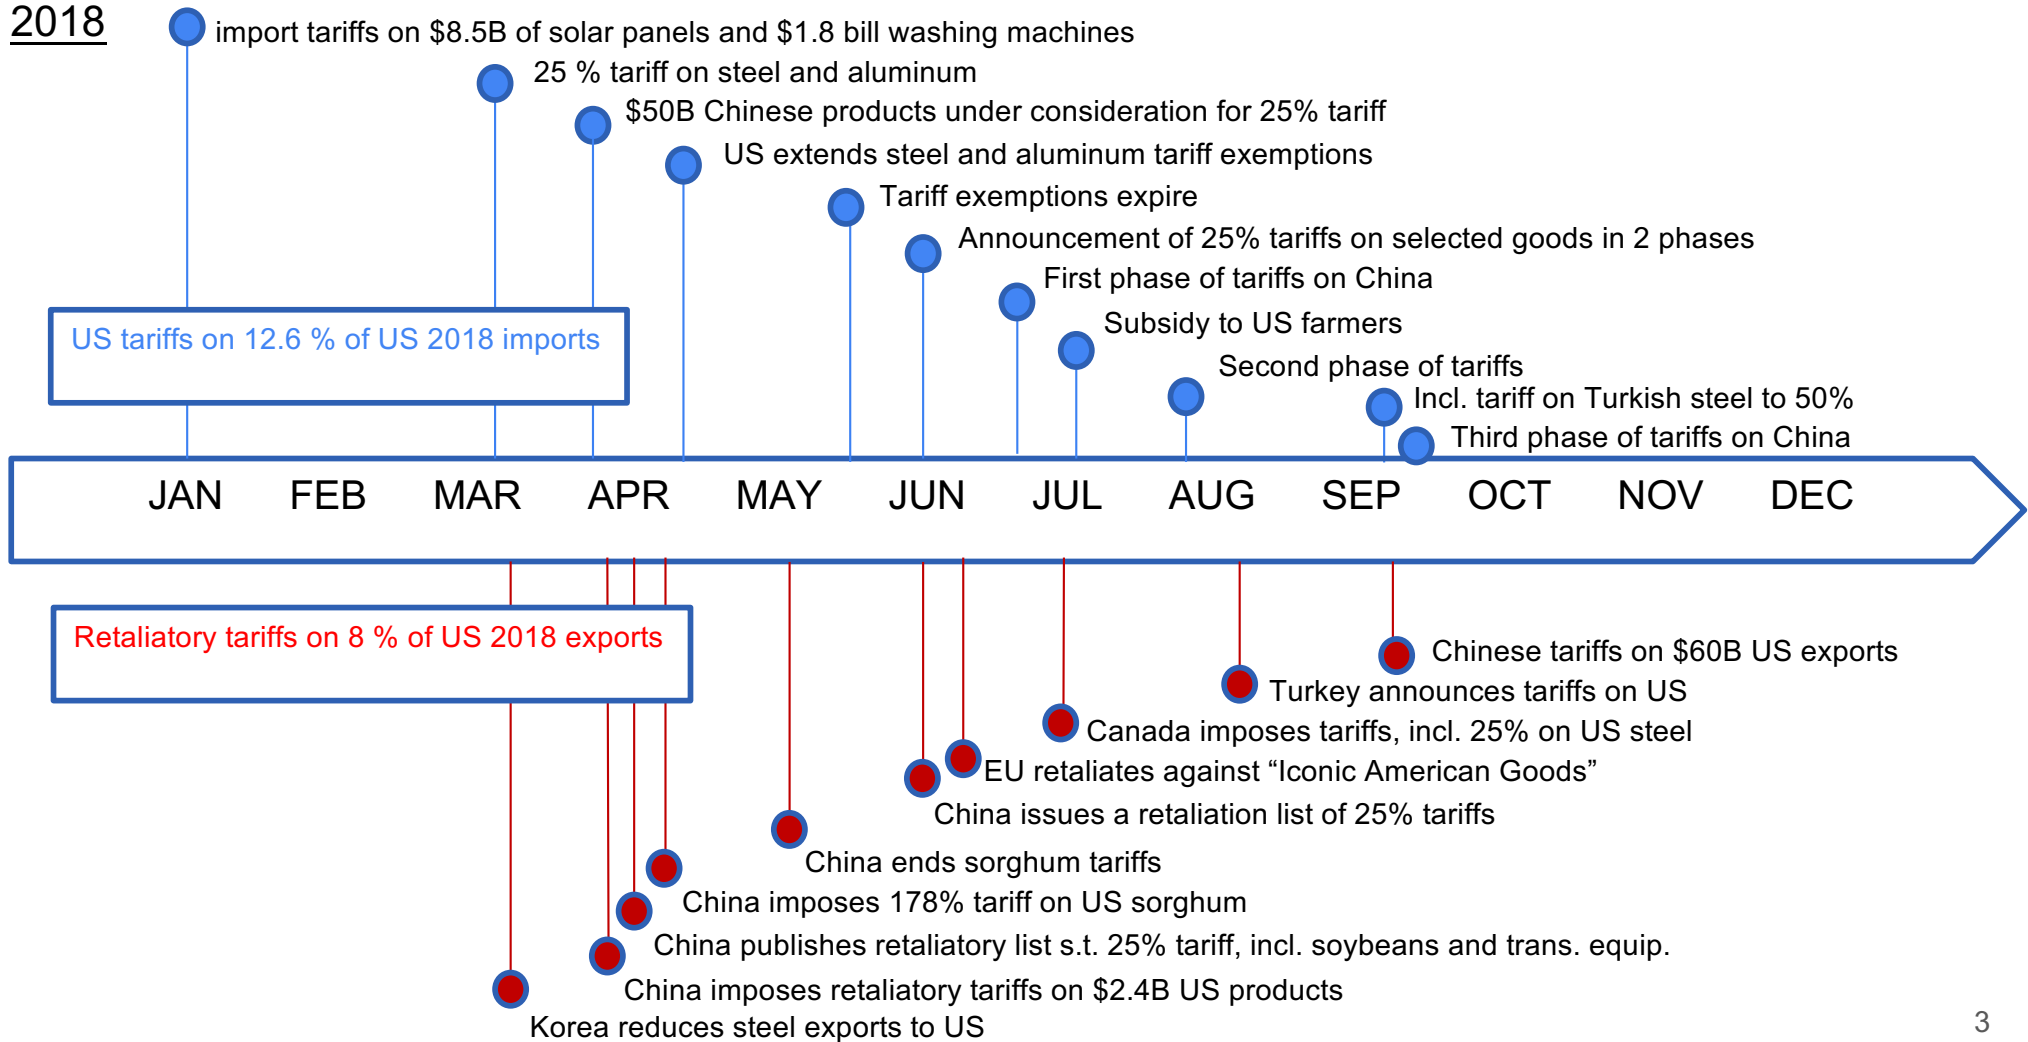 2018
import tariffs on $8.5B of solar panels and $1.8 bill washing machines
25 % tariff on steel and aluminum
$50B Chinese products under consideration for 25% tariff
US extends steel and aluminum tariff exemptions
Tariff exemptions expire
Announcement of 25% tariffs on selected goods in 2 phases
First phase of tariffs on China
Subsidy to US farmers
Second phase of tariffs
Incl. tariff on Turkish steel to 50%
Third phase of tariffs on China
US tariffs on 12.6 % of US 2018 imports
JAN FEB MAR APR MAY JUN JUL AUG SEP OCT NOV DEC
Retaliatory tariffs on 8 % of US 2018 exports
Chinese tariffs on $60B US exports
Turkey announces tariffs on US
Canada imposes tariffs, incl. 25% on US steel
EU retaliates against “Iconic American Goods”
China issues a retaliation list of 25% tariffs
China ends sorghum tariffs
China imposes 178% tariff on US sorghum
China publishes retaliatory list s.t. 25% tariff, incl. soybeans and trans. equip.
China imposes retaliatory tariffs on $2.4B US products
Korea reduces steel exports to US
3